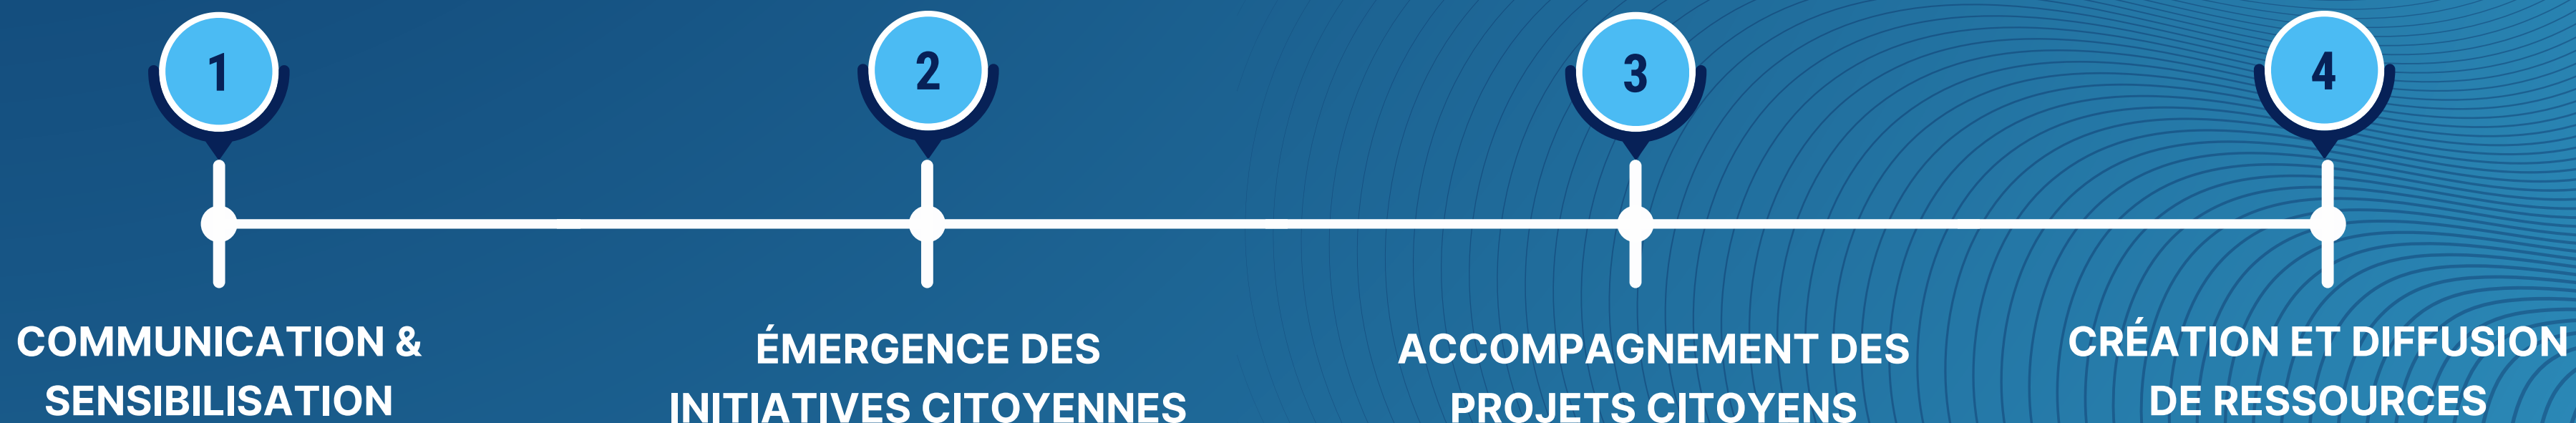 1
2
3
4
COMMUNICATION &
SENSIBILISATION
ÉMERGENCE DES
INITIATIVES CITOYENNES
ACCOMPAGNEMENT DES
PROJETS CITOYENS
CRÉATION ET DIFFUSION
DE RESSOURCES